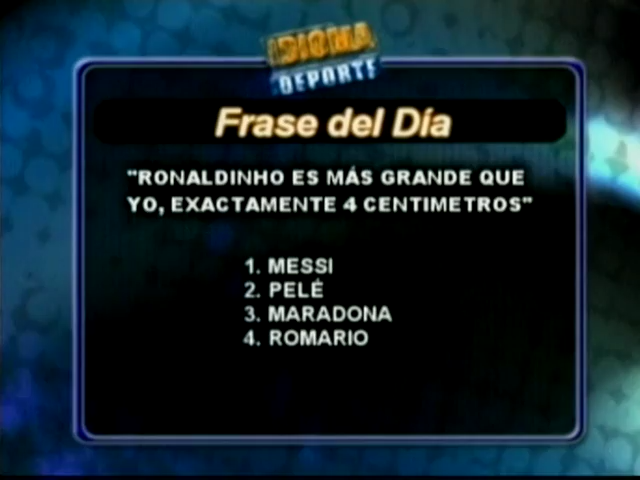 IDIOMA
DEPORTE
Frase del Día
"RONALDINHO ES MÁS GRANDE QUE
YO, EXACTAMENTE 4 CENTIMETROS"
1. MESSI
2. PELÉ
3. MARADONA
4. ROMARIO